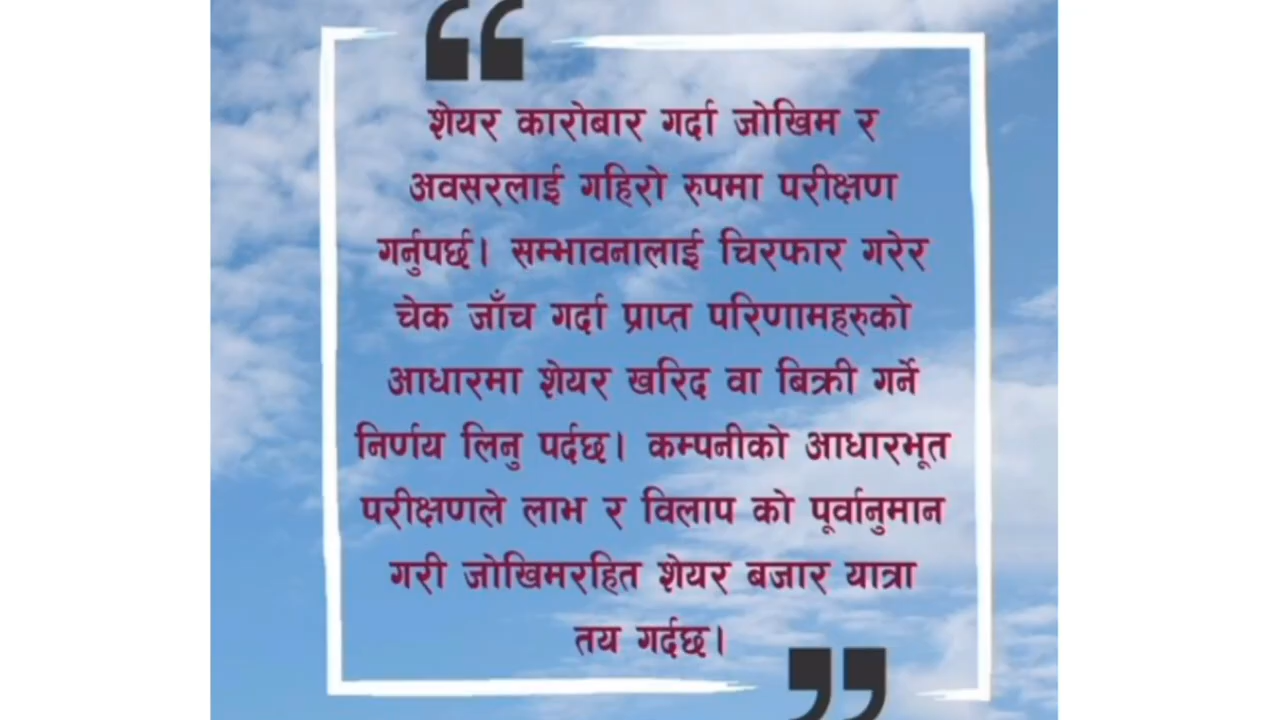 शेयर कारोबार गर्दा जोखिम र
अवसरलाई गहिरो रुपमा परीक्षण
गर्नुपर्छ। सम्भावनालाई चिरफार गरेर
चेक जाँच गर्दा प्राप्त परिणामहरुको
आधारमा शेयर खरिद वा बिक्री गर्ने
निर्णय लिनु पर्दछ। कम्पनीको आधारभूत
परीक्षणले लाभ र विलाप को पूर्वानुमान
गरी जोखिमरहित शेयर बजार यात्रा
तय गर्दछ।